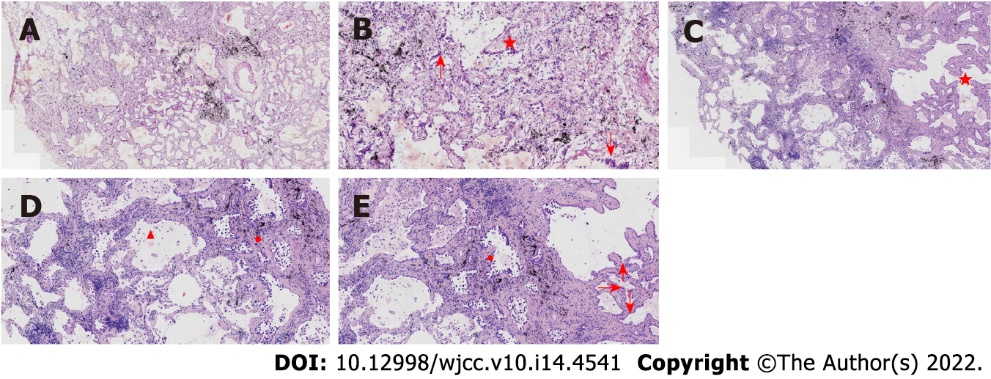 A
B
C
D
E
DOI: 10.12998/wjcc.v10.i14.4541 Copyright ©The Author(s) 2022.